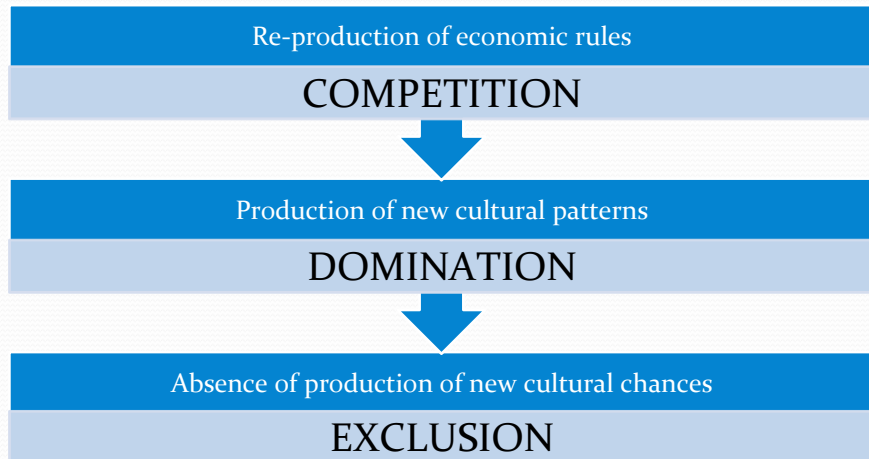 Re-production of economic rules
COMPETITION
Production of new cultural patterns
DOMINATION
Absence of production of new cultural chances
EXCLUSION